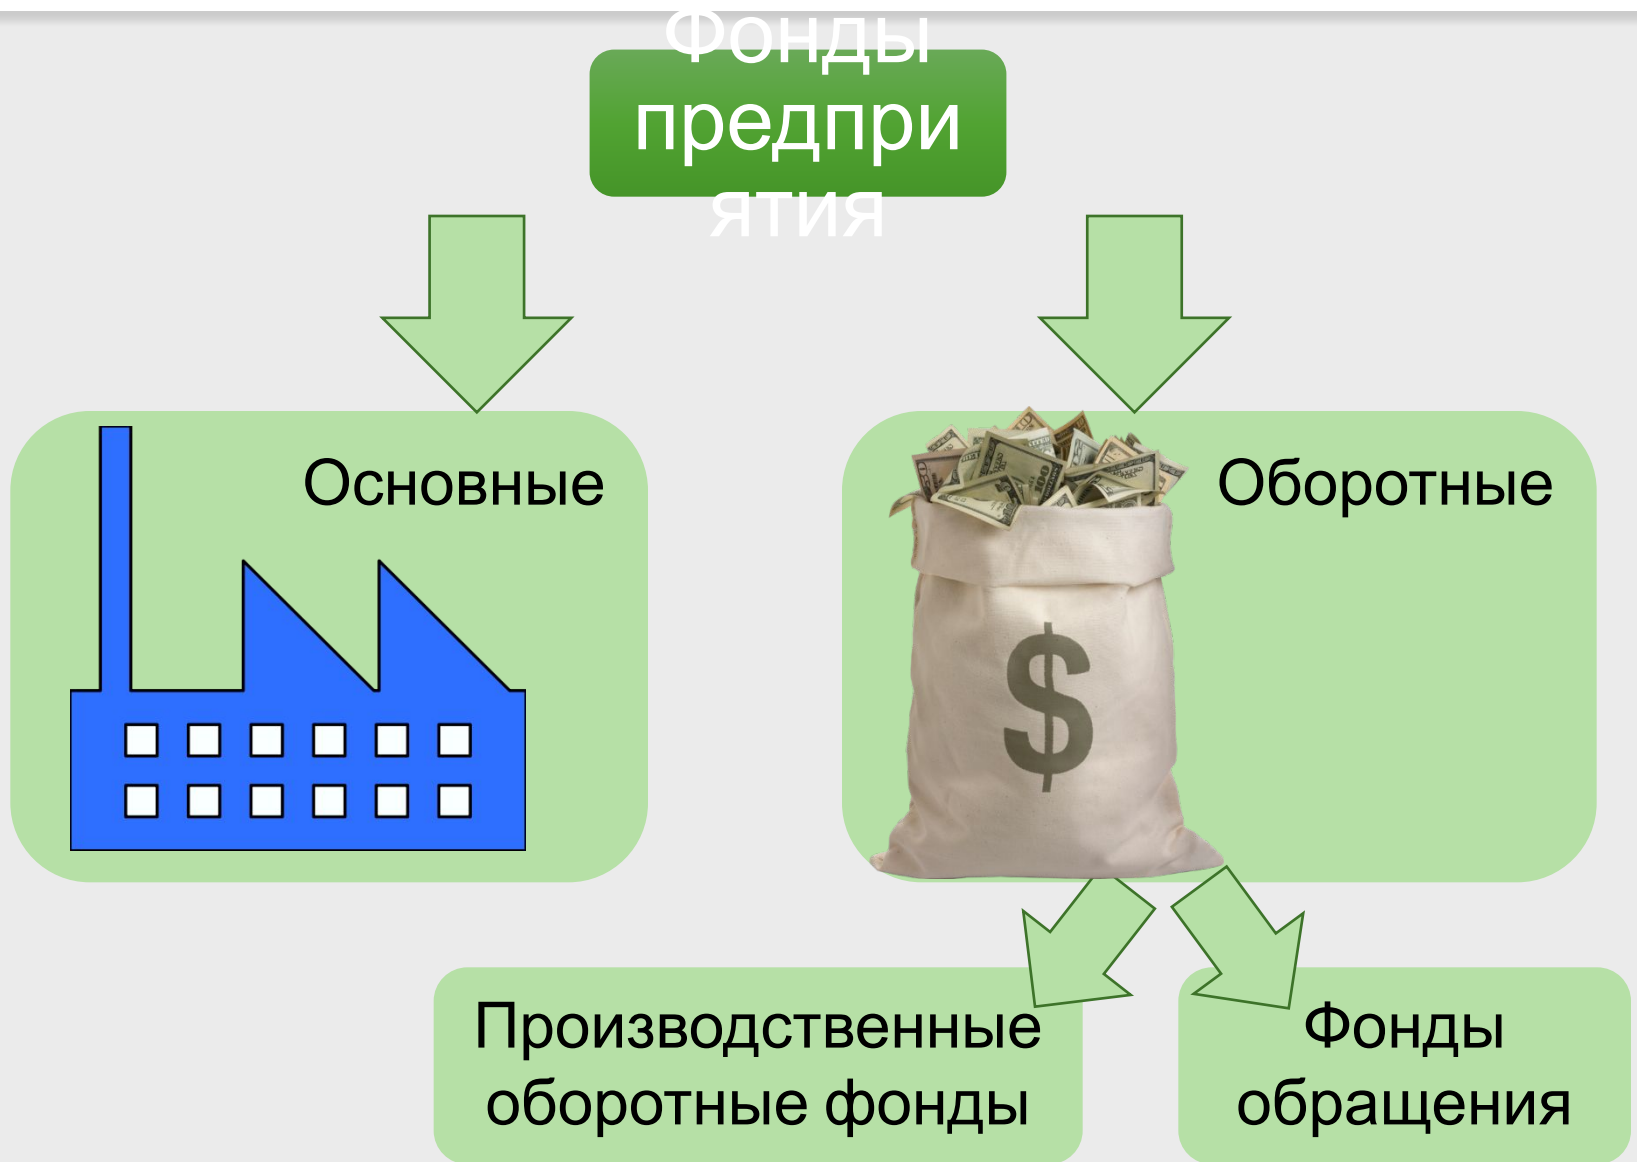 Фонды
предпри
ятия
Основные
Оборотные
$
Производственные
оборотные фонды
Фонды
обращения